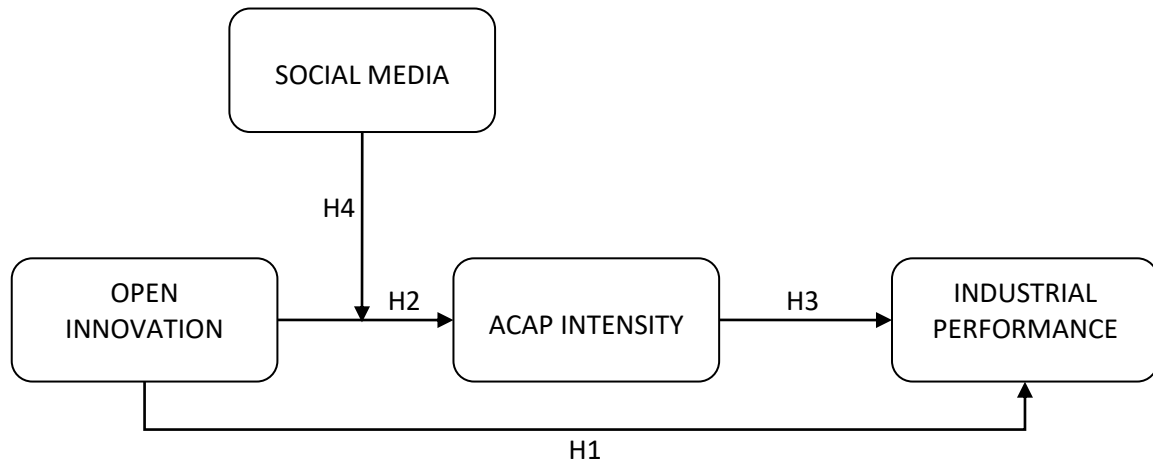 SOCIAL MEDIA
H4
OPEN
INNOVATION
H2
ACAP INTENSITY
H3
INDUSTRIAL
PERFORMANCE
H1